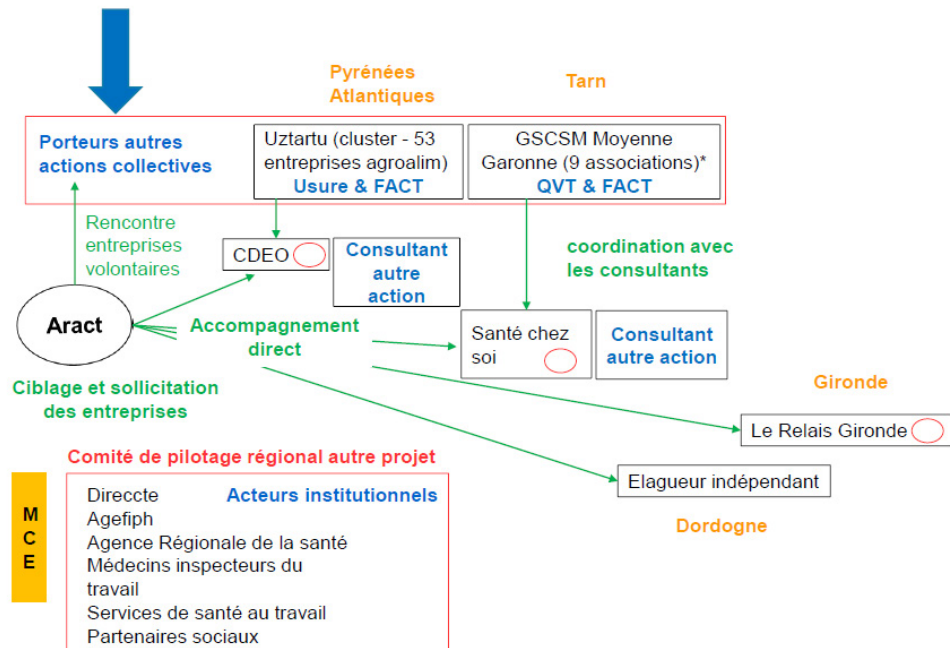 Pyrénées
Atlantiques
Tarn
Porteurs autres
actions collectives
Uztartu (cluster - 53
entreprises agroalim)
Usure & FACT
GSCSM Moyenne
Garonne (9 associations)*
QVT & FACT
Rencontre
entreprises
volontaires
CDEO
Consultant
autre
action
coordination avec
les consultants
Aract
Accompagnement
direct
Santé chez
soi
Consultant
autre action
Ciblage et sollicitation
des entreprises
Gironde
Le Relais Gironde
Elagueur indépendant
Dordogne
Comité de pilotage régional autre projet
M
C
E
Direccte
Acteurs institutionnels
Agefiph
Agence Régionale de la santé
Médecins inspecteurs du
travail
Services de santé au travail
Partenaires sociaux